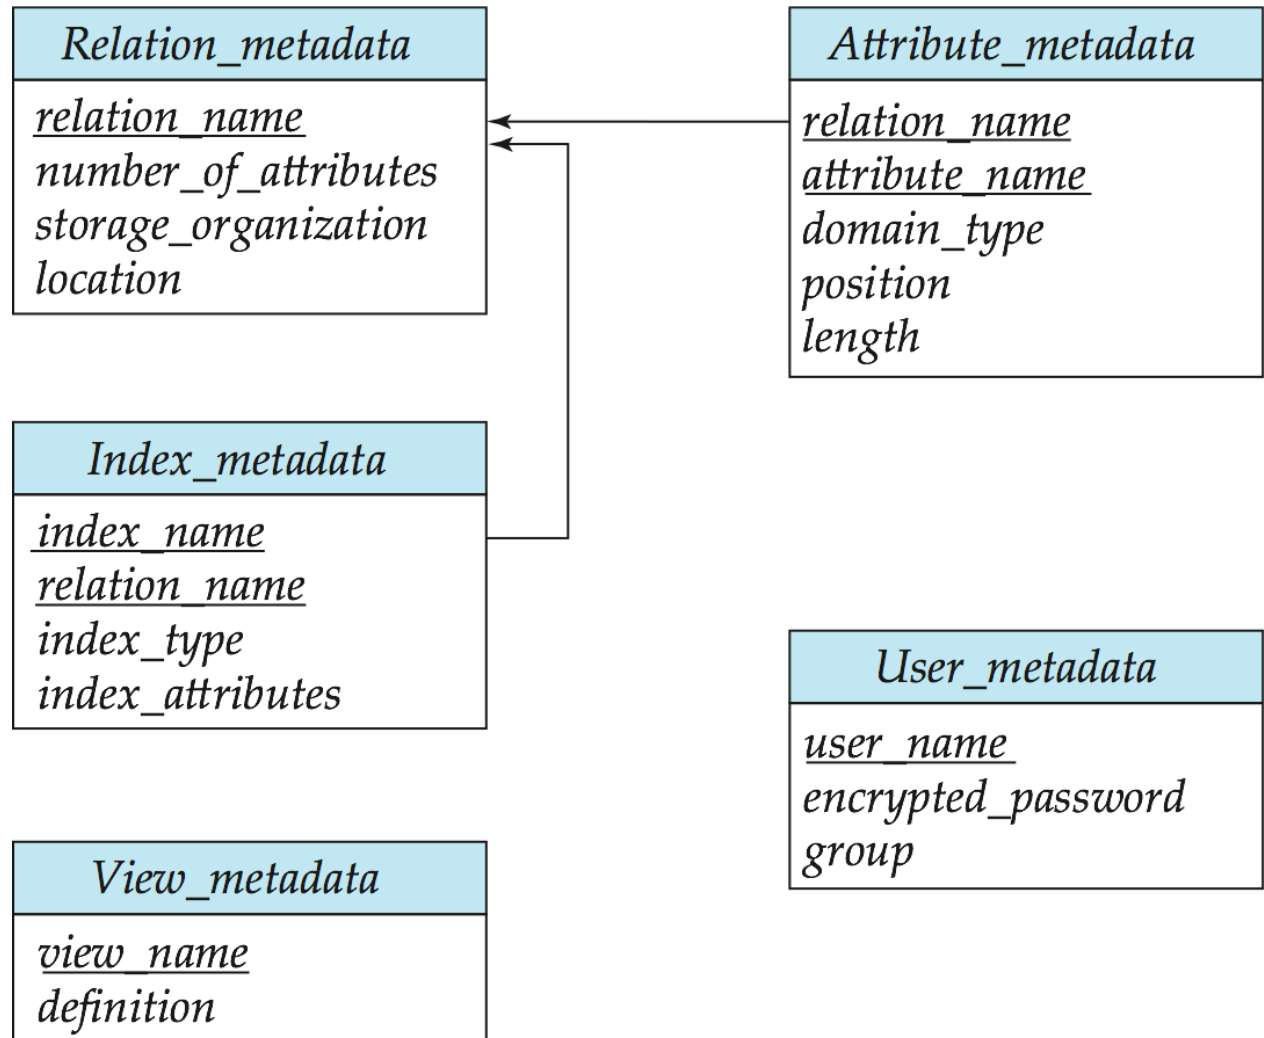 Relation_metadata
relation_name
number_of_attributes
storage_organization
location
Attribute_metadata
relation_name
attribute_name
domain_type
position
length
Index_metadata
index_name
relation_name
index_type
index_attributes
User_metadata
user_name
encrypted_password
group
View_metadata
view_name
definition